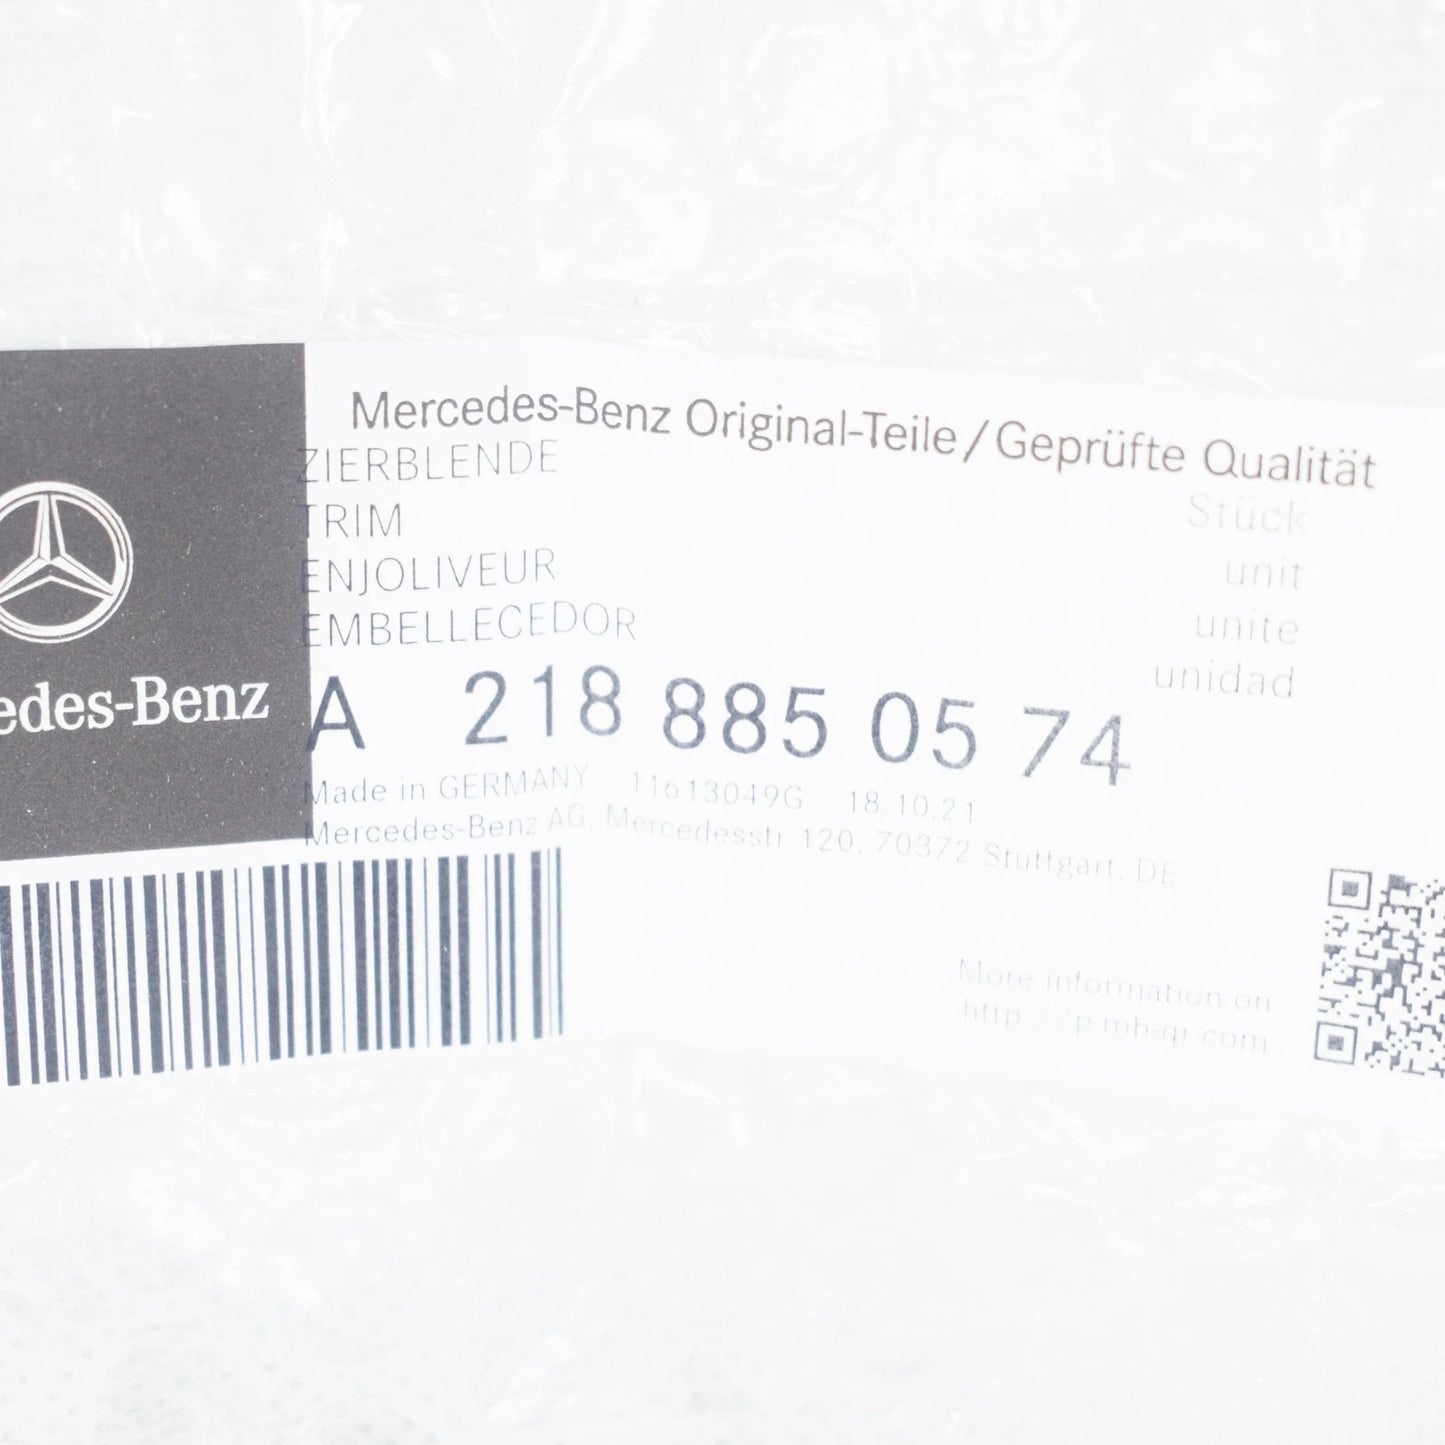 Mercedes-Benz Original-Teile/Geprüfte Qualität
ZIERBLENDE
TRIM
ENJOLIVEUR
EMBELLECEDOR
Stück
unit
unité
unidad
edes-Benz
A 218 885 05 74
Made in GERMANY 11613049G 18.10.21
Mercedes-Benz AG, Mercedesstr.120, 70372 Stuttgart, DE
More information on
http://p.mb-qr.com